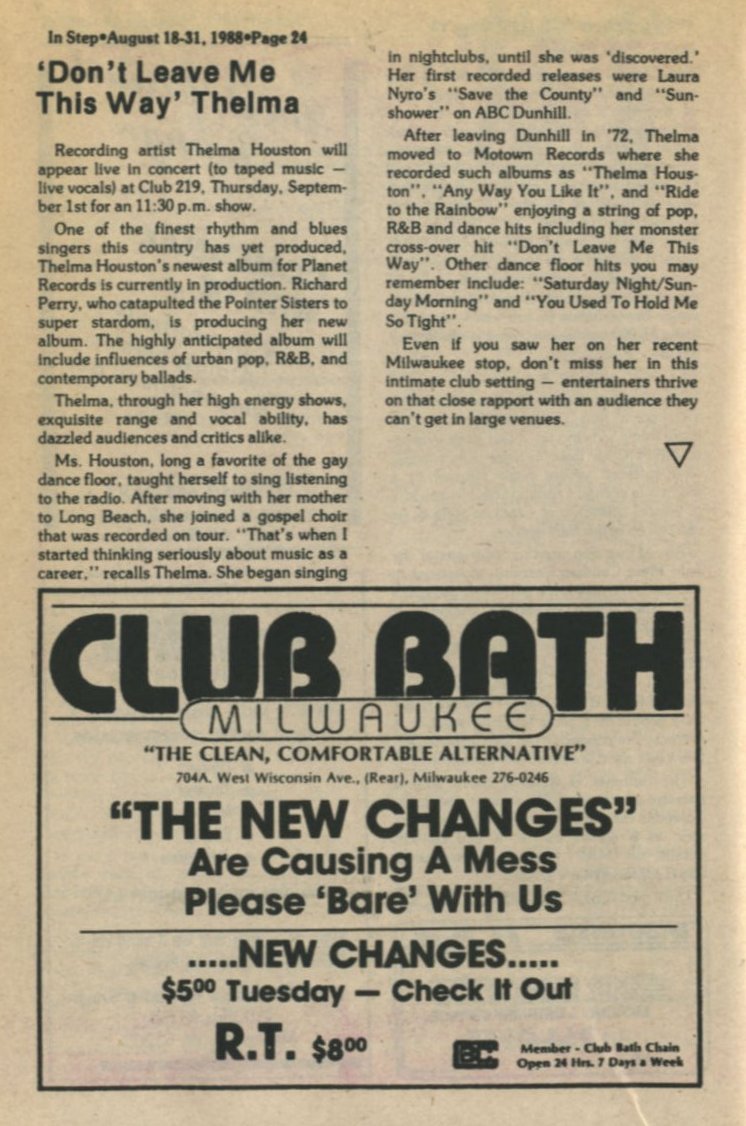 In Step•August 18-31, 1988•Page 24
'Don't Leave Me
This Way' Thelma
Recording artist Thelma Houston will
appear live in concert (to taped music —
live vocals) at Club 219, Thursday, Septem-
ber 1st for an 11:30 p.m. show.
One of the finest rhythm and blues
singers this country has yet produced,
Thelma Houston's newest album for Planet
Records is currently in production. Richard
Perry, who catapulted the Pointer Sisters to
super stardom, is producing her new
album. The highly anticipated album will
include influences of urban pop, R&B, and
contemporary ballads.
Thelma, through her high energy shows,
exquisite range and vocal ability, has
dazzled audiences and critics alike.
Ms. Houston, long a favorite of the gay
dance floor, taught herself to sing listening
to the radio. After moving with her mother
to Long Beach, she joined a gospel choir
that was recorded on tour. "That's when I
started thinking seriously about music as a
career," recalls Thelma. She began singing
in nightclubs, until she was 'discovered.'
Her first recorded releases were Laura
Nyro's "Save the County" and "Sun-
shower" on ABC Dunhill.
After leaving Dunhill in '72, Thelma
moved to Motown Records where she
recorded such albums as "Thelma Hous-
ton", "Any Way You Like It", and "Ride
to the Rainbow" enjoying a string of pop,
R&B and dance hits including her monster
cross-over hit "Don't Leave Me This
Way". Other dance floor hits you may
remember include: "Saturday Night/Sun-
day Morning" and "You Used To Hold Me
So Tight".
Even if you saw her on her recent
Milwaukee stop, don't miss her in this
intimate club setting — entertainers thrive
on that close rapport with an audience they
can't get in large venues.
CLUB BATH
MILWAUKEE
"THE CLEAN, COMFORTABLE ALTERNATIVE"
704A. West Wisconsin Ave., (Rear), Milwaukee 276-0246
"THE NEW CHANGES"
Are Causing A Mess
Please 'Bare' With Us
.....NEW CHANGES.....
$5⁰⁰ Tuesday — Check It Out
R.T. $8⁰⁰
CBC
Member - Club Bath Chain
Open 24 Hrs. 7 Days a Week